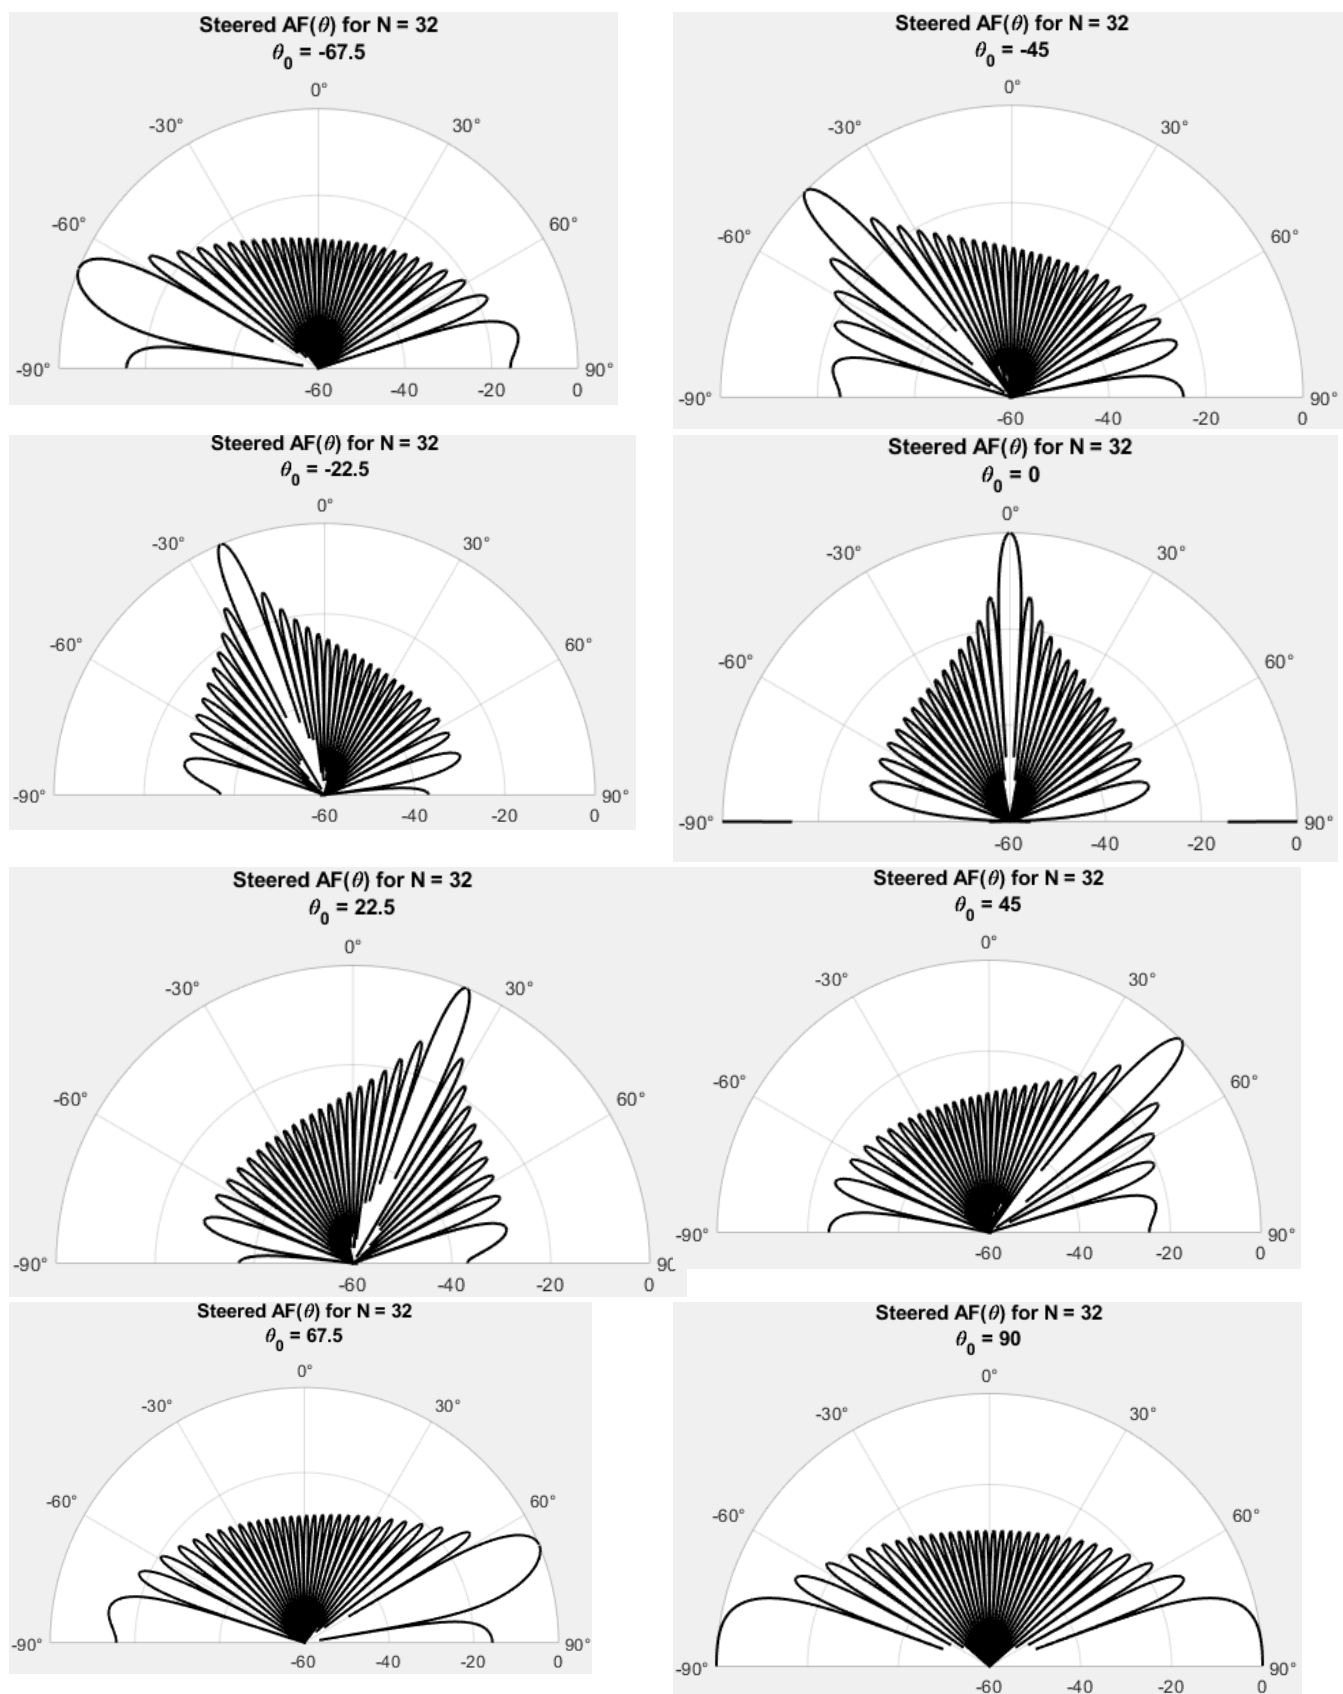 Steered AF(θ) for N = 32
θ0 = -67.5
0°
-30° 30°
-60° 60°
-90° 90°
-60 -40 -20 0
Steered AF(θ) for N = 32
θ0 = -45
0°
-30° 30°
-60° 60°
-90° 90°
-60 -40 -20 0
Steered AF(θ) for N = 32
θ0 = -22.5
0°
-30° 30°
-60° 60°
-90° 90°
-60 -40 -20 0
Steered AF(θ) for N = 32
θ0 = 0
0°
-30° 30°
-60° 60°
-90° 90°
-60 -40 -20 0
Steered AF(θ) for N = 32
θ0 = 22.5
0°
-30° 30°
-60° 60°
-90° 90
-60 -40 -20 0
Steered AF(θ) for N = 32
θ0 = 45
0°
-30° 30°
-60° 60°
-90° 90°
-60 -40 -20 0
Steered AF(θ) for N = 32
θ0 = 67.5
0°
-30° 30°
-60° 60°
-90° 90°
-60 -40 -20 0
Steered AF(θ) for N = 32
θ0 = 90
0°
-30° 30°
-60° 60°
-90° 90°
-60 -40 -20 0